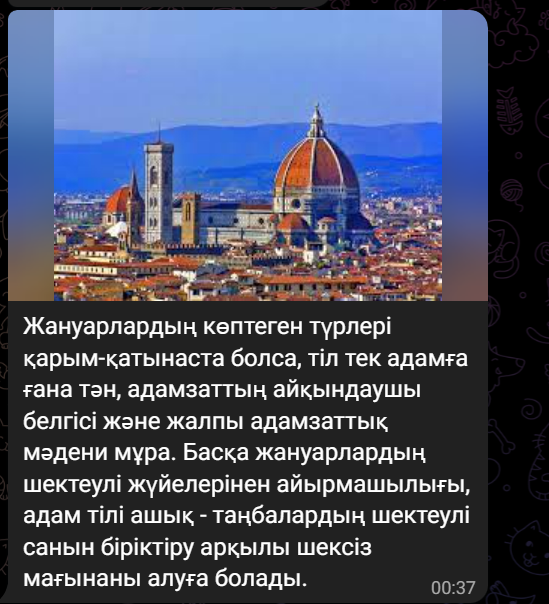 Жануарлардың көптеген түрлері
қарым-қатынаста болса, тіл тек адамға
ғана тән, адамзаттың айқындаушы
белгісі және жалпы адамзаттық
мәдени мұра. Басқа жануарлардың
шектеулі жүйелерінен айырмашылығы,
адам тілі ашық - таңбалардың шектеулі
санын біріктіру арқылы шексіз
мағынаны алуға болады.
00:37